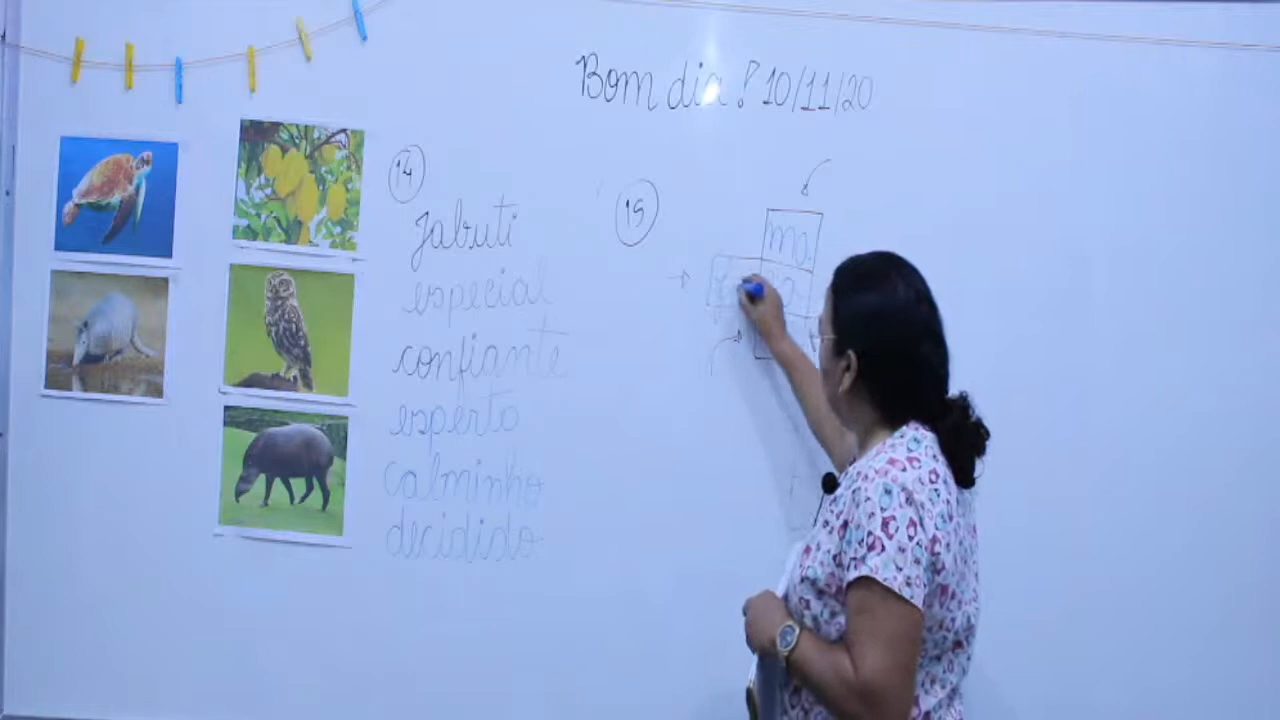 Bom dia! 10/11/20
14
Jabuti
especial
confiante
esperto
calminho
decidido
15
ma